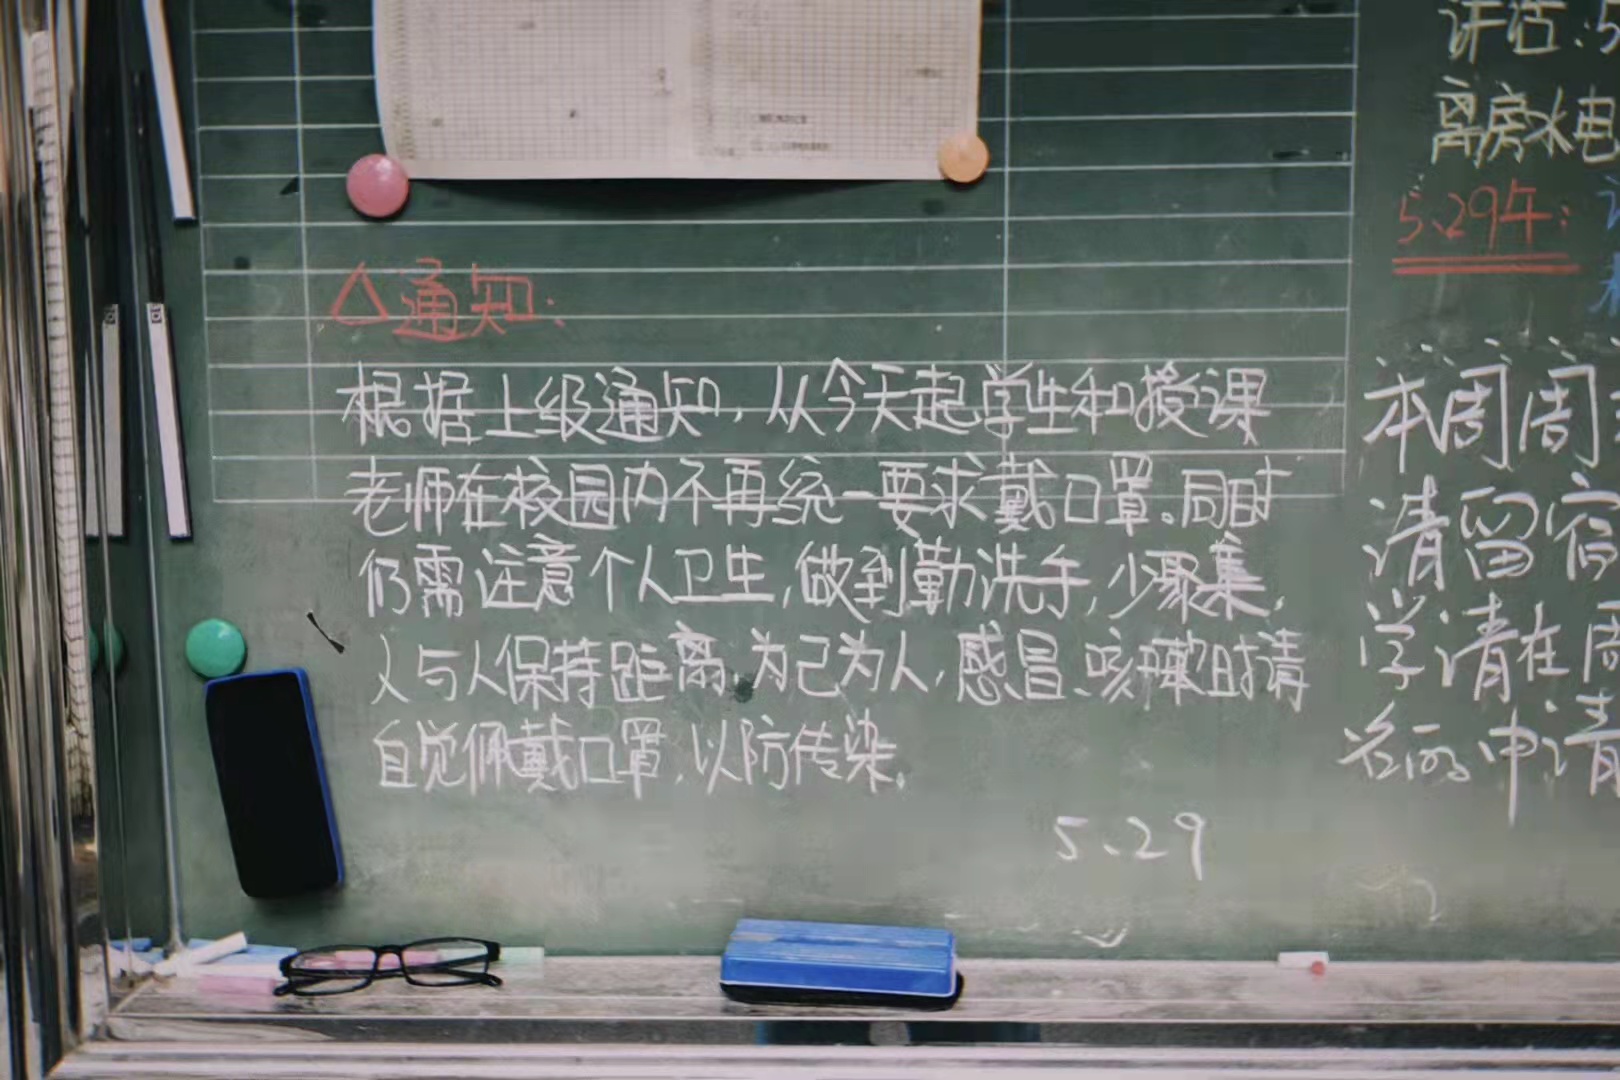 △通知:
根据上级通知,从今天起学生和授课
老师在校园内不再统一要求戴口罩。同时
仍需注意个人卫生,做到勤洗手,少聚集,
人与人保持距离,为己为人,感冒、咳嗽时请
自觉佩戴口罩,以防传染,
5、29
离房水电
5、29午:
本周周
请留宿
学请在周
名的申请